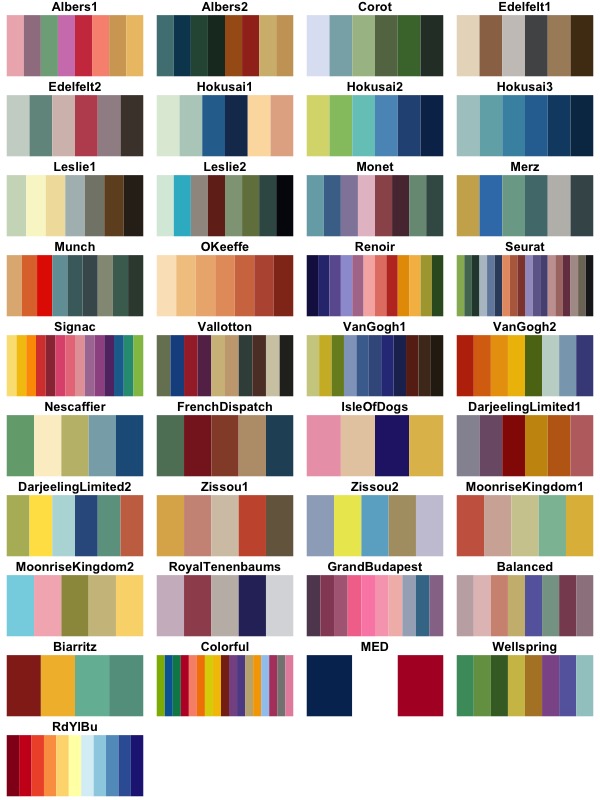 Albers1 Albers2 Corot Edelfelt1
Edelfelt2 Hokusai1 Hokusai2 Hokusai3
Leslie1 Leslie2 Monet Merz
Munch OKeeffe Renoir Seurat
Signac Vallotton VanGogh1 VanGogh2
Nescaffier FrenchDispatch IsleOfDogs DarjeelingLimited1
DarjeelingLimited2 Zissou1 Zissou2 MoonriseKingdom1
MoonriseKingdom2 RoyalTenenbaums GrandBudapest Balanced
Biarritz Colorful MED Wellspring
RdYlBu